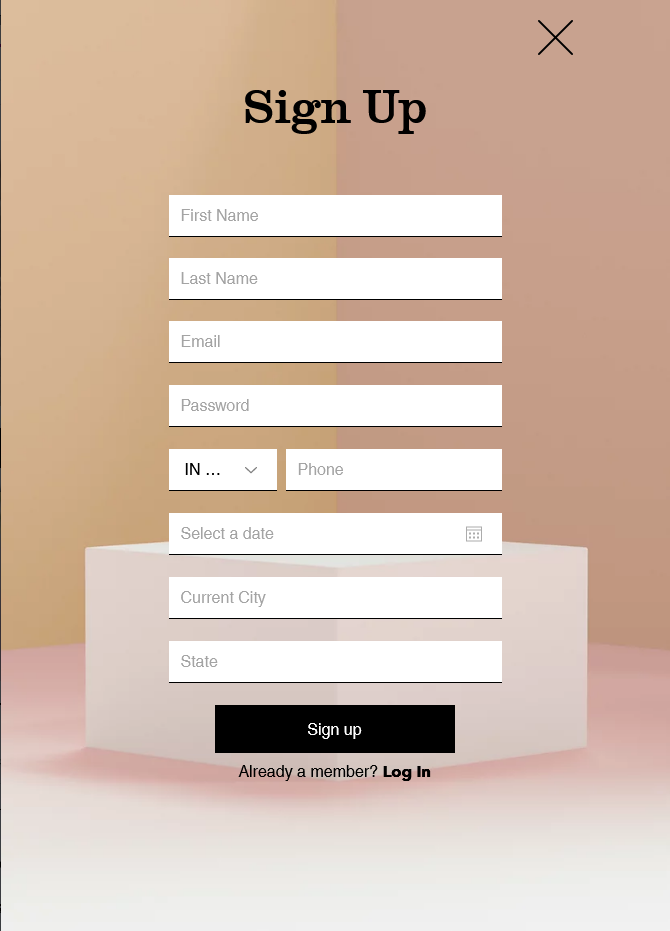 Sign Up
First Name
Last Name
Email
Password
IN ... Phone
Select a date
Current City
State
Sign up
Already a member? Log In